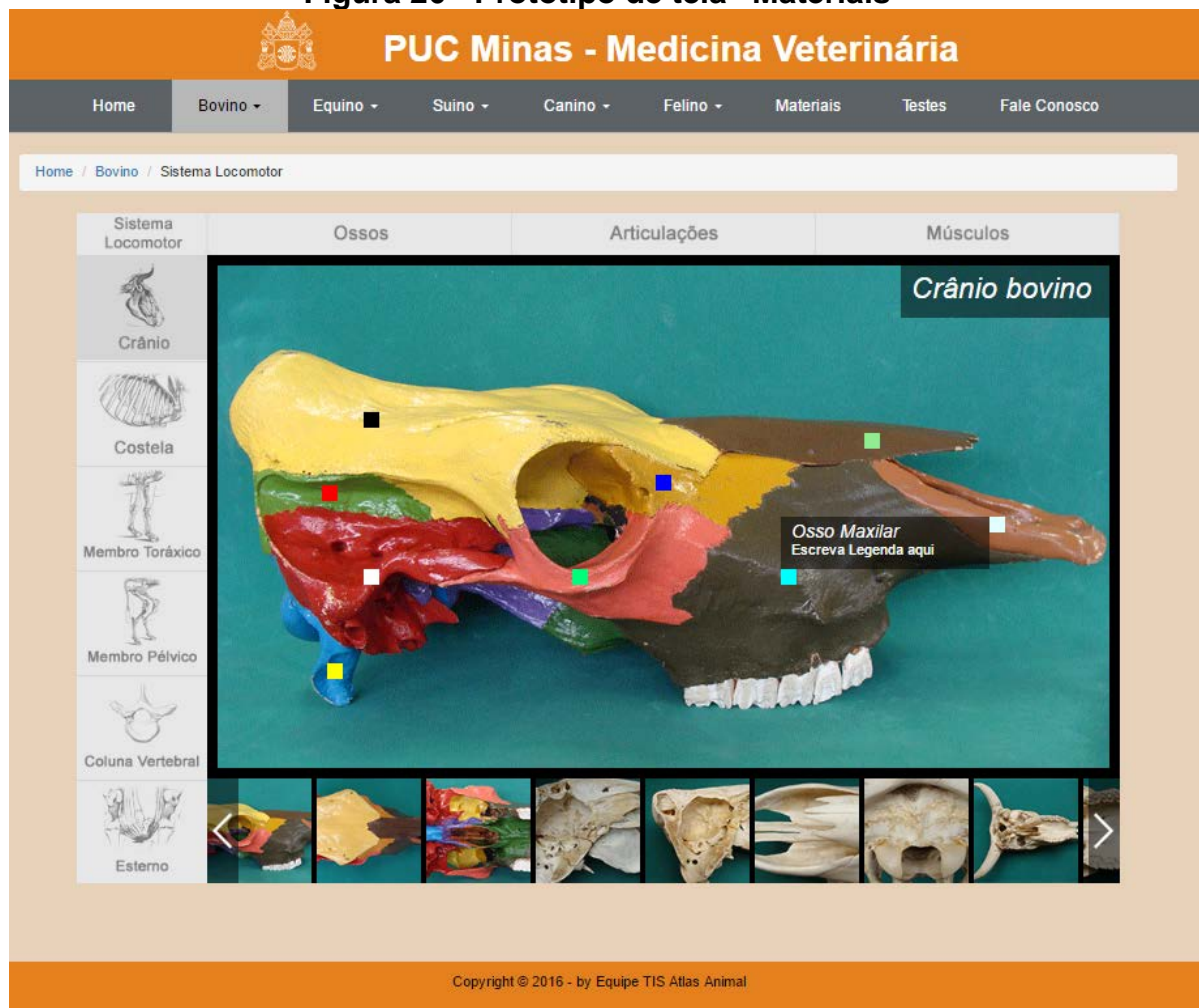 Figura 20 - Protótipo de tela - Materiais
PUC Minas - Medicina Veterinária
Home Bovino Equino Suino Canino Felino Materiais Testes Fale Conosco
Home / Bovino / Sistema Locomotor
Sistema
Locomotor
Ossos Articulações Músculos
Crânio bovino
Crânio
Costela
Osso Maxilar
Escreva Legenda aqui
Membro Toráxico
Membro Pélvico
Coluna Vertebral
Esterno
Copyright © 2016 - by Equipe TIS Atlas Animal